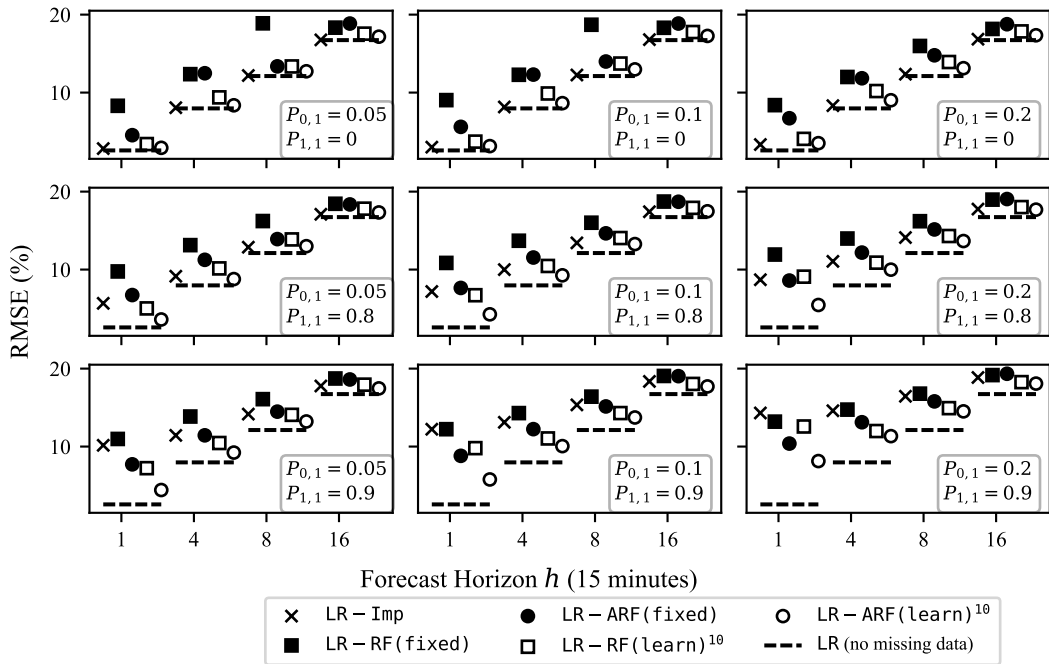 20
10
P0,1 = 0.05
P1,1 = 0
P0,1 = 0.1
P1,1 = 0
P0,1 = 0.2
P1,1 = 0
RMSE (%)
20
10
P0,1 = 0.05
P1,1 = 0.8
P0,1 = 0.1
P1,1 = 0.8
P0,1 = 0.2
P1,1 = 0.8
20
10
P0,1 = 0.05
P1,1 = 0.9
P0,1 = 0.1
P1,1 = 0.9
P0,1 = 0.2
P1,1 = 0.9
1 4 8 16 1 4 8 16 1 4 8 16
Forecast Horizon h (15 minutes)
LR−Imp LR−ARF(fixed) LR−ARF(learn)¹⁰
LR−RF(fixed) LR−RF(learn)¹⁰ LR (no missing data)